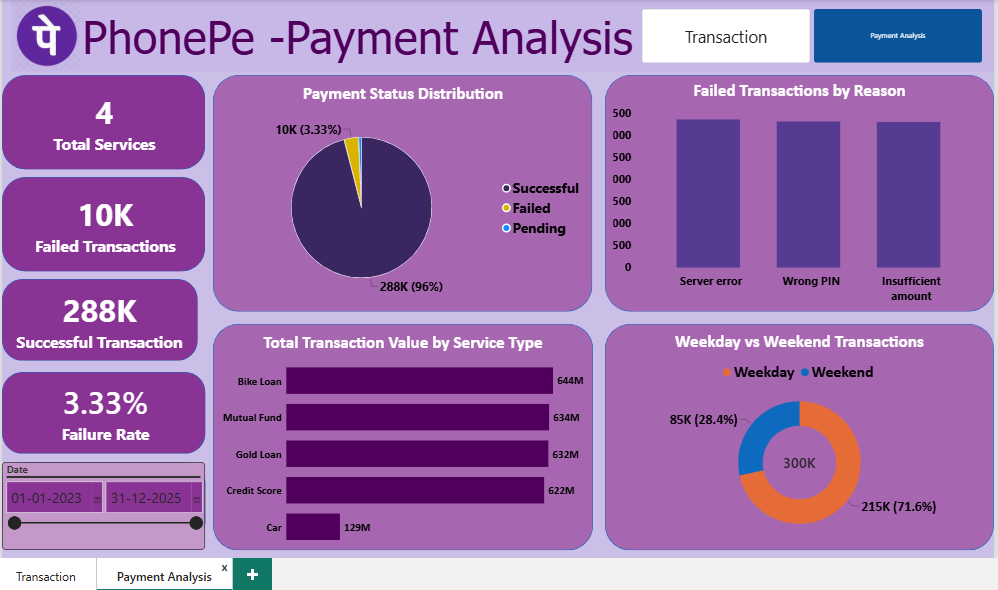 पे
PhonePe -Payment Analysis
Transaction
Payment Analysis
4
Total Services
10K
Failed Transactions
288K
Successful Transaction
3.33%
Failure Rate
Date
01-01-2023
31-12-2025
Payment Status Distribution
10K (3.33%)
288K (96%)
Successful
Failed
Pending
Failed Transactions by Reason
500
000
500
000
500
000
500
0
Server error
Wrong PIN
Insufficient
amount
Total Transaction Value by Service Type
Bike Loan 644M
Mutual Fund 634M
Gold Loan 632M
Credit Score 622M
Car 129M
Weekday vs Weekend Transactions
Weekday Weekend
85K (28.4%)
300K
215K (71.6%)
Transaction
Payment Analysis x
+